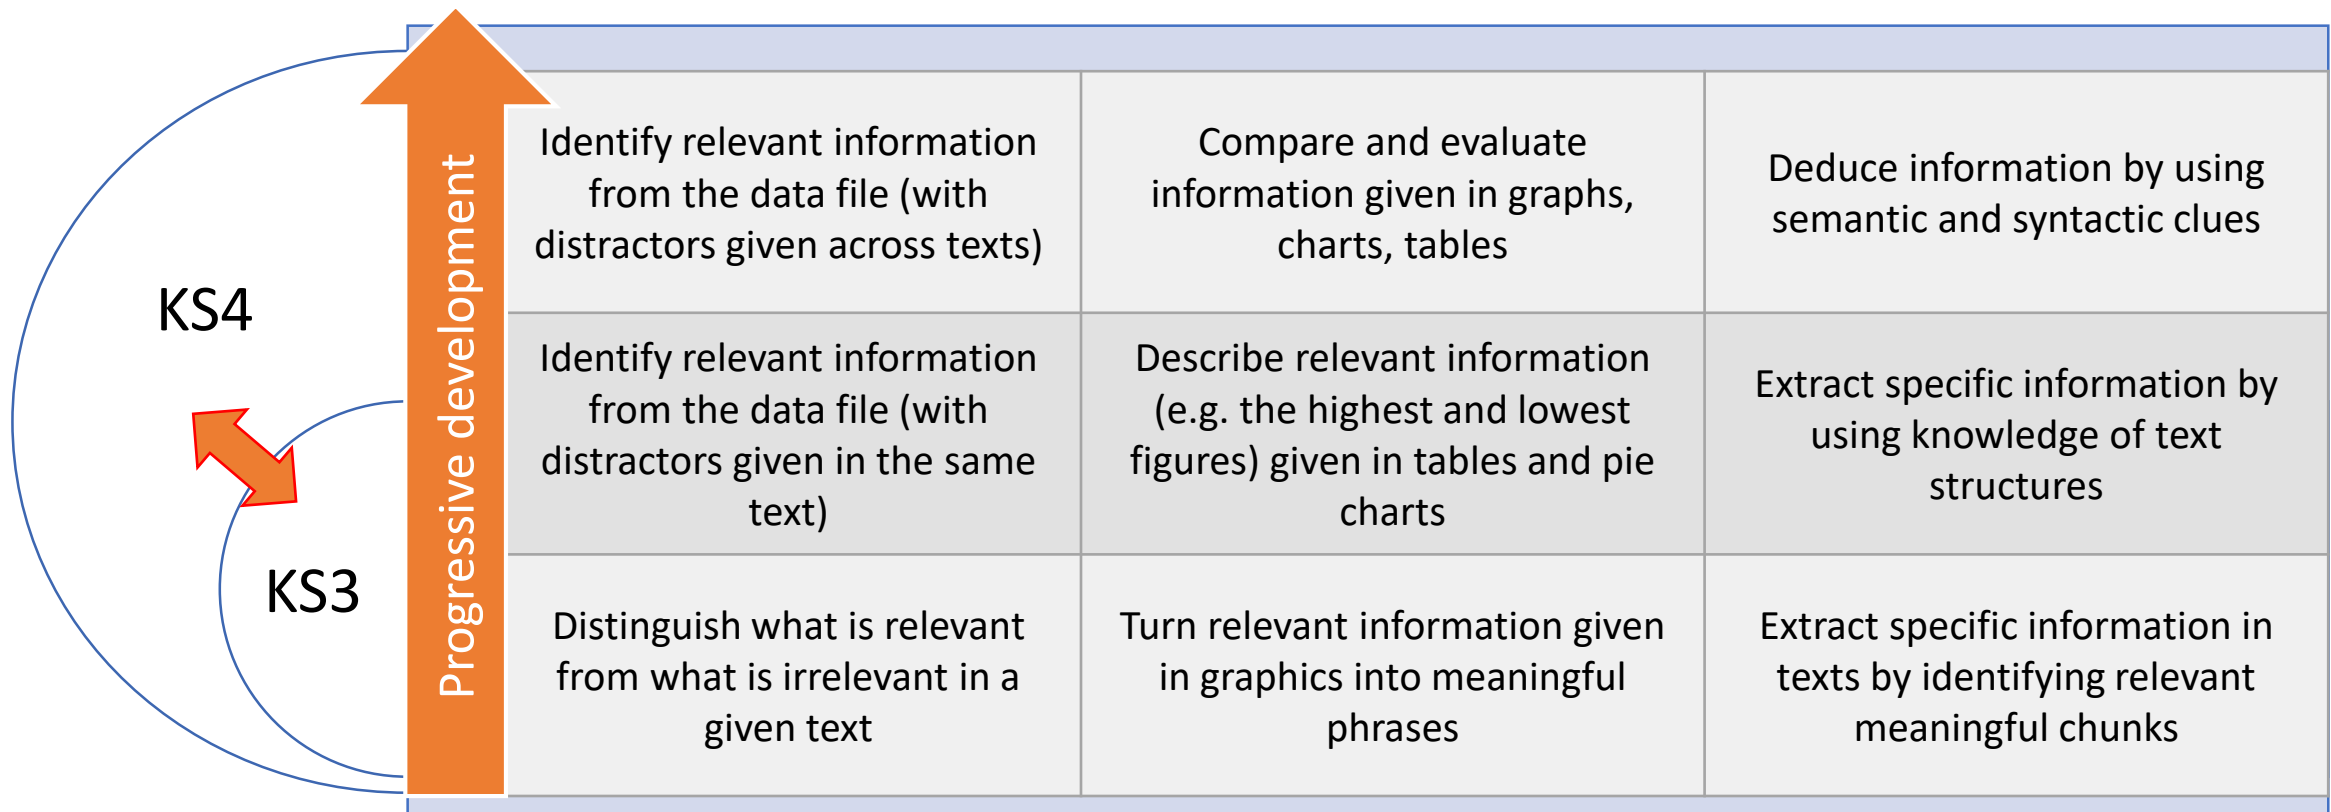 KS4
KS3
Progressive development
Identify relevant information
from the data file (with
distractors given across texts)
Compare and evaluate
information given in graphs,
charts, tables
Deduce information by using
semantic and syntactic clues
Identify relevant information
from the data file (with
distractors given in the same
text)
Describe relevant information
(e.g. the highest and lowest
figures) given in tables and pie
charts
Extract specific information by
using knowledge of text
structures
Distinguish what is relevant
from what is irrelevant in a
given text
Turn relevant information given
in graphics into meaningful
phrases
Extract specific information in
texts by identifying relevant
meaningful chunks